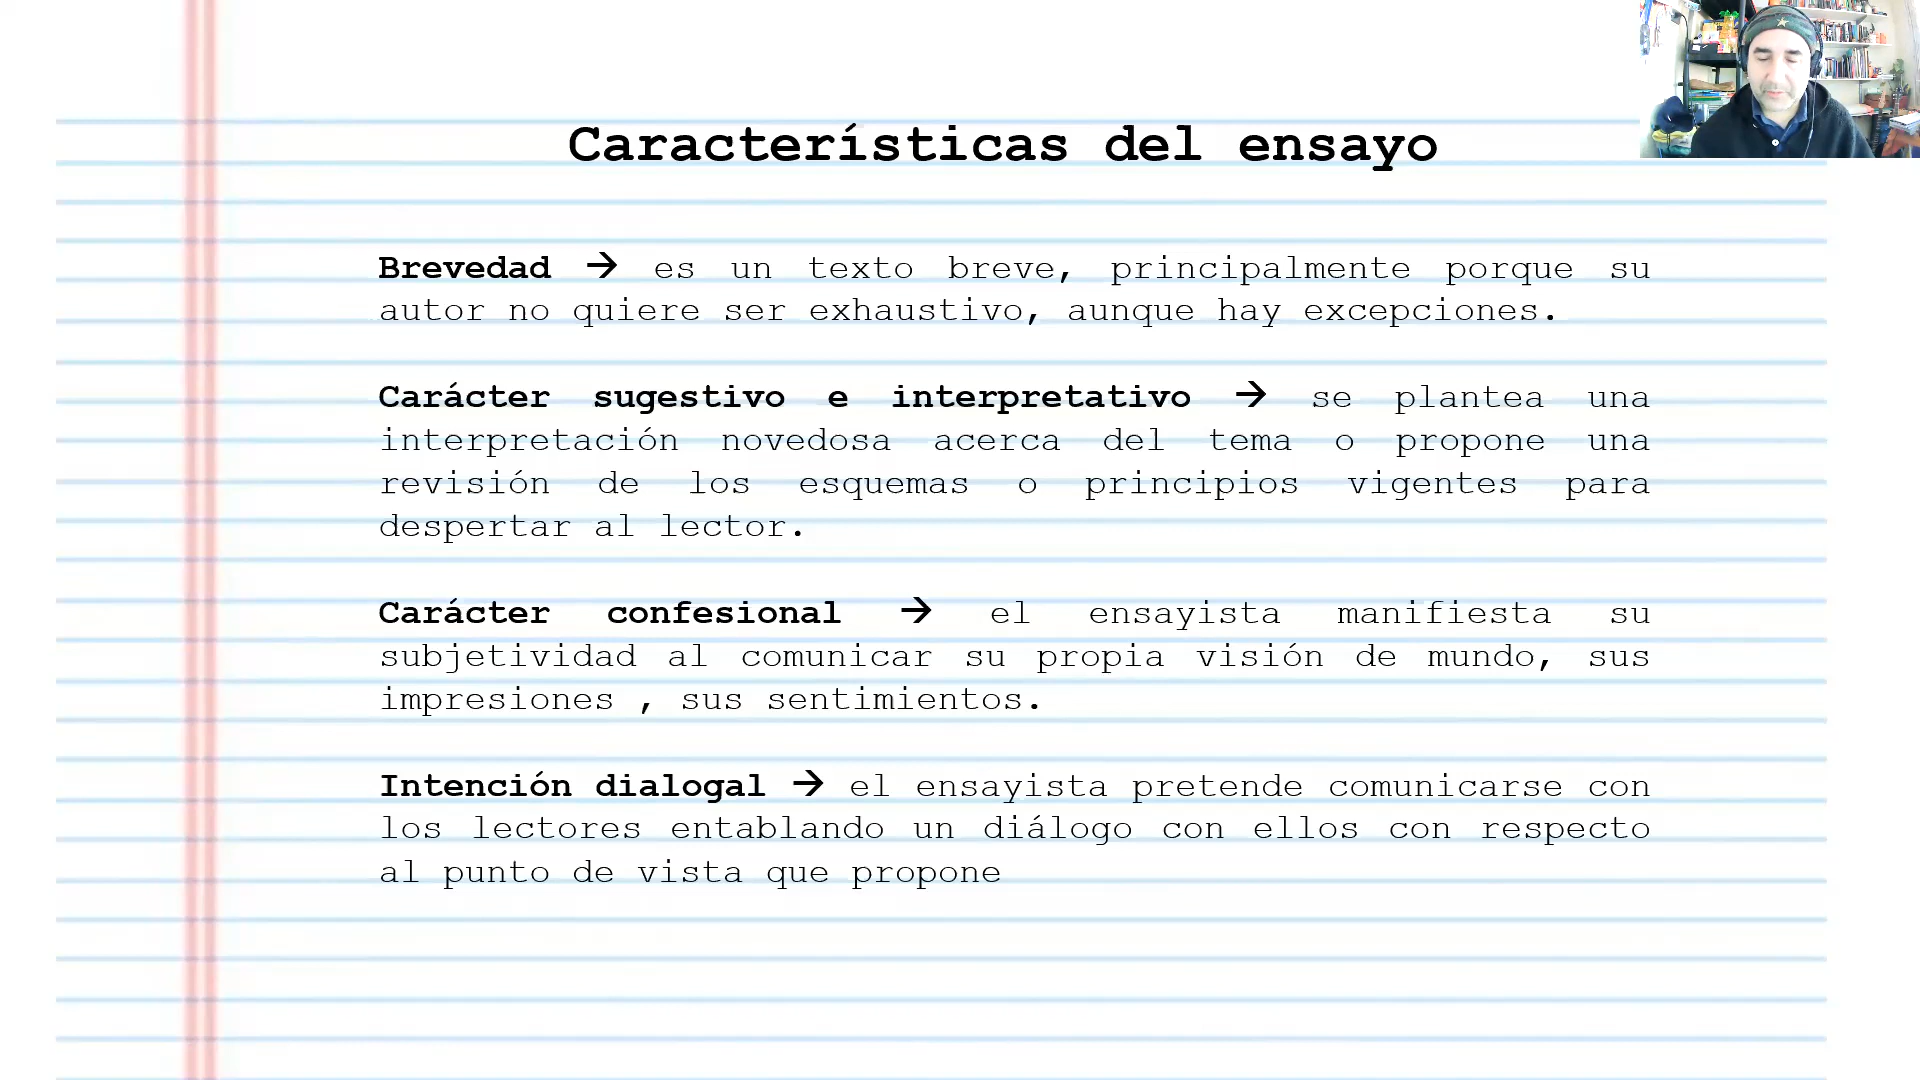 Características del ensayo
Brevedad → es un texto breve, principalmente porque su
autor no quiere ser exhaustivo, aunque hay excepciones.
Carácter sugestivo e interpretativo → se plantea una
interpretación novedosa acerca del tema o propone una
revisión de los esquemas o principios vigentes para
despertar al lector.
Carácter confesional → el ensayista manifiesta su
subjetividad al comunicar su propia visión de mundo, sus
impresiones , sus sentimientos.
Intención dialogal → el ensayista pretende comunicarse con
los lectores entablando un diálogo con ellos con respecto
al punto de vista que propone